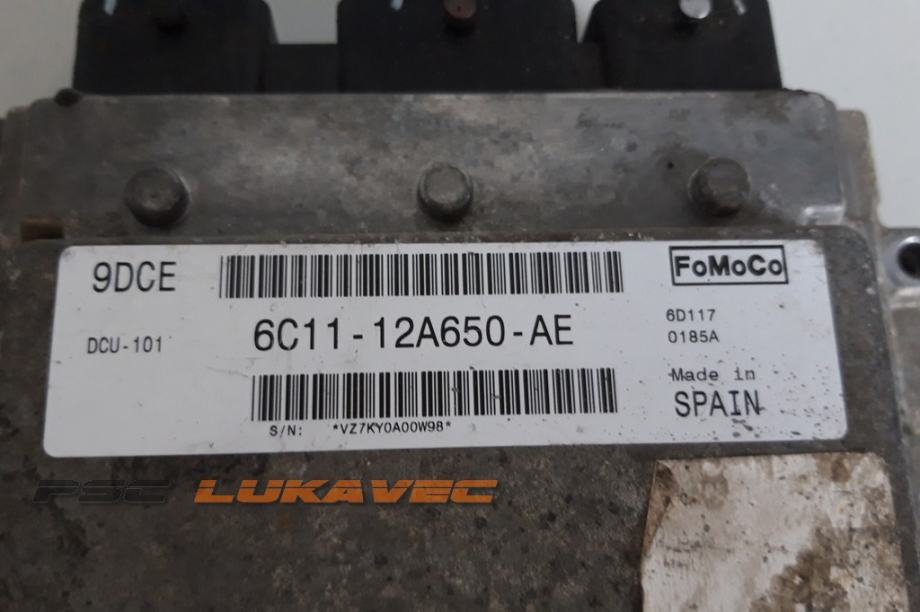 9DCE
FoMoCo
DCU-101
6C11-12A650-AE
6D117
0185A
Made in
SPAIN
S/N: *VZ7KY0A00W98*
PSC LUKAVEC